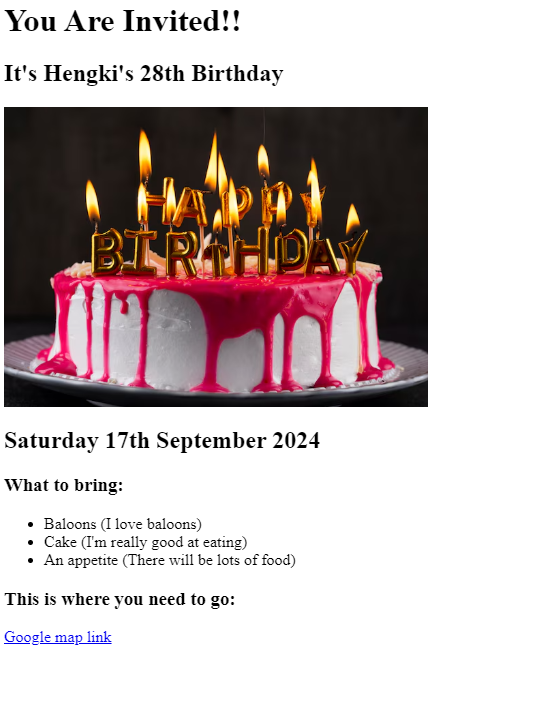 You Are Invited!!
It's Hengki's 28th Birthday
HAPPY
BIRTHDAY
Saturday 17th September 2024
What to bring:
Baloons (I love baloons)
Cake (I'm really good at eating)
An appetite (There will be lots of food)
This is where you need to go:
Google map link